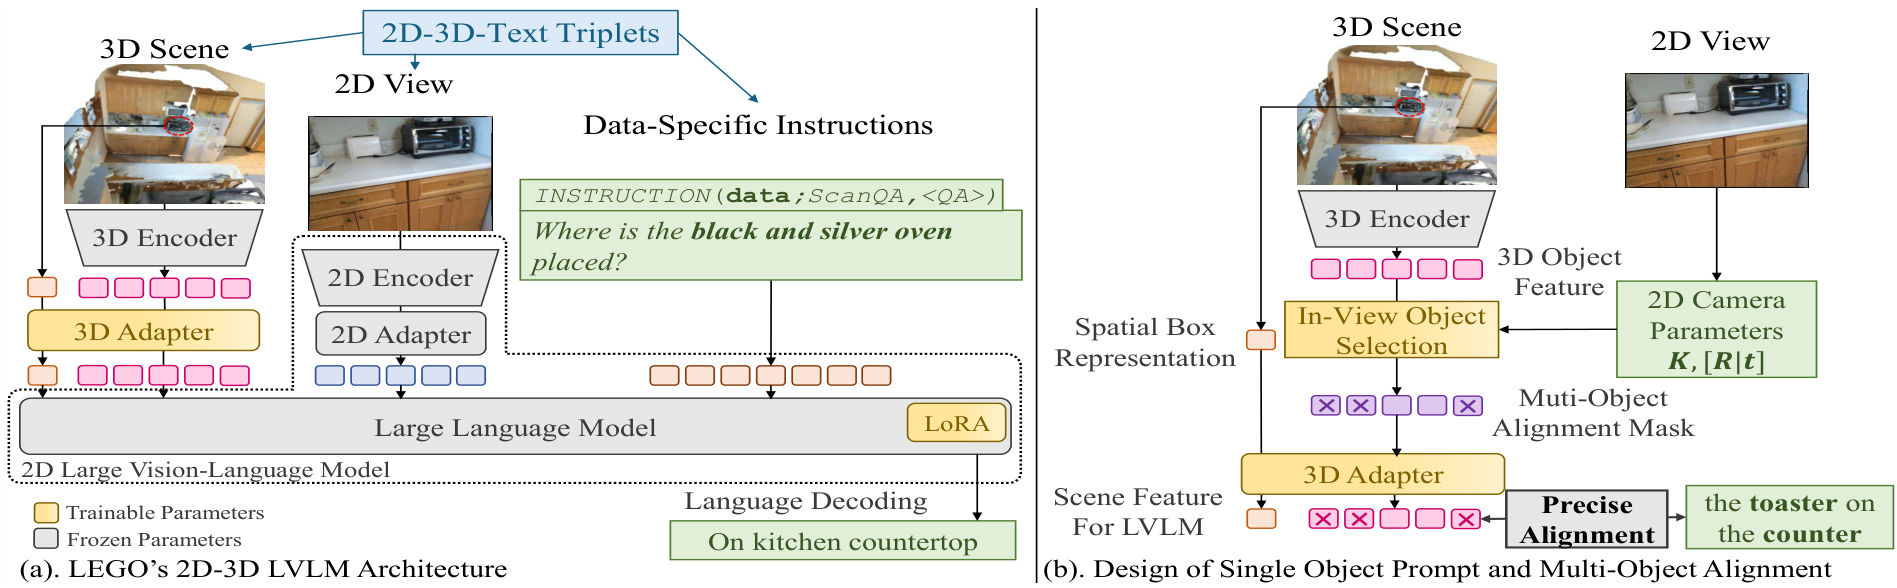 2D-3D-Text Triplets
3D Scene
2D View
Data-Specific Instructions
INSTRUCTION(data;ScanQA,<QA>)
Where is the black and silver oven
placed?
3D Encoder
2D Encoder
3D Adapter
2D Adapter
Large Language Model
LoRA
2D Large Vision-Language Model
Trainable Parameters
Frozen Parameters
Language Decoding
On kitchen countertop
(a). LEGO's 2D-3D LVLM Architecture
3D Scene
2D View
3D Encoder
3D Object
Feature
In-View Object
Selection
2D Camera
Parameters
K, [R|t]
Spatial Box
Representation
Muti-Object
Alignment Mask
3D Adapter
Scene Feature
For LVLM
Precise
Alignment
the toaster on
the counter
(b). Design of Single Object Prompt and Multi-Object Alignment